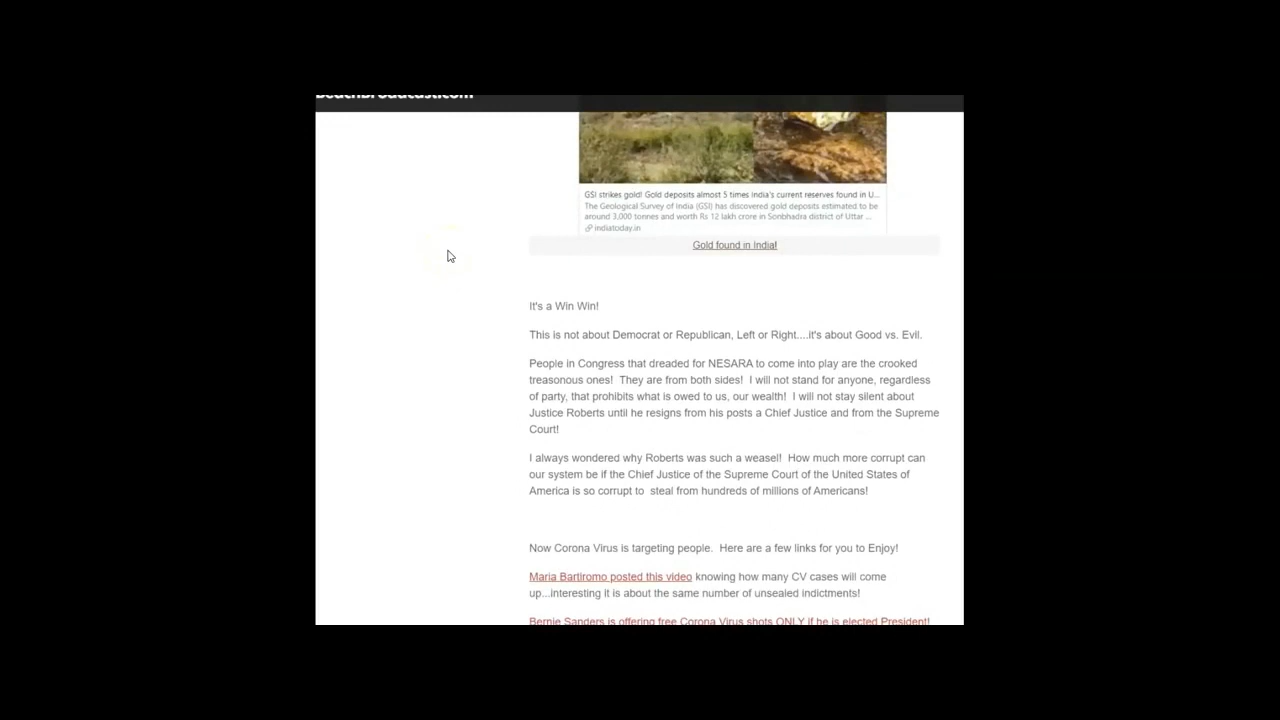 BeachBroadcast.com
GSI strikes gold! Gold deposits almost 5 times India's current reserves found in U...
The Geological Survey of India (GSI) has discovered gold deposits estimated to be
around 3,000 tonnes and worth Rs 12 lakh crore in Sonbhadra district of Uttar ...
indiatoday.in
Gold found in India!
It's a Win Win!
This is not about Democrat or Republican, Left or Right....it's about Good vs. Evil.
People in Congress that dreaded for NESARA to come into play are the crooked
treasonous ones!  They are from both sides!  I will not stand for anyone, regardless
of party, that prohibits what is owed to us, our wealth!  I will not stay silent about
Justice Roberts until he resigns from his posts a Chief Justice and from the Supreme
Court!
I always wondered why Roberts was such a weasel!  How much more corrupt can
our system be if the Chief Justice of the Supreme Court of the United States of
America is so corrupt to  steal from hundreds of millions of Americans!
Now Corona Virus is targeting people.  Here are a few links for you to Enjoy!
Maria Bartiromo posted this video knowing how many CV cases will come
up...interesting it is about the same number of unsealed indictments!
Bernie Sanders is offering free Corona Virus shots ONLY if he is elected President!